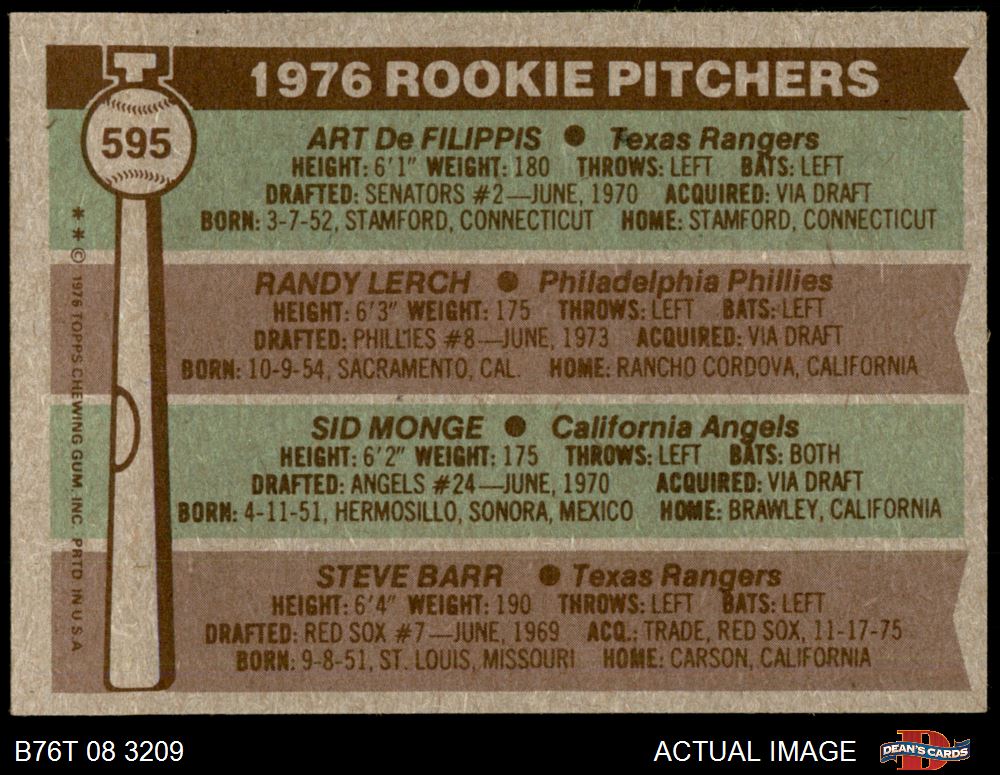 1976 ROOKIE PITCHERS
T
595
ART De FILIPPIS ● Texas Rangers
HEIGHT: 6'1" WEIGHT: 180 THROWS: LEFT BATS: LEFT
DRAFTED: SENATORS #2—JUNE, 1970 ACQUIRED: VIA DRAFT
BORN: 3-7-52, STAMFORD, CONNECTICUT HOME: STAMFORD, CONNECTICUT
RANDY LERCH ● Philadelphia Phillies
HEIGHT: 6'3" WEIGHT: 175 THROWS: LEFT BATS: LEFT
DRAFTED: PHILLIES #8—JUNE, 1973 ACQUIRED: VIA DRAFT
BORN: 10-9-54, SACRAMENTO, CAL. HOME: RANCHO CORDOVA, CALIFORNIA
SID MONGE ● California Angels
HEIGHT: 6'2" WEIGHT: 175 THROWS: LEFT BATS: BOTH
DRAFTED: ANGELS #24—JUNE, 1970 ACQUIRED: VIA DRAFT
BORN: 4-11-51, HERMOSILLO, SONORA, MEXICO HOME: BRAWLEY, CALIFORNIA
STEVE BARR ● Texas Rangers
HEIGHT: 6'4" WEIGHT: 190 THROWS: LEFT BATS: LEFT
DRAFTED: RED SOX #7—JUNE, 1969 ACQ.: TRADE, RED SOX, 11-17-75
BORN: 9-8-51, ST. LOUIS, MISSOURI HOME: CARSON, CALIFORNIA
** © 1976 TOPPS CHEWING GUM, INC. PRTD. IN U.S.A.
B76T 08 3209
ACTUAL IMAGE
DEAN'S CARDS